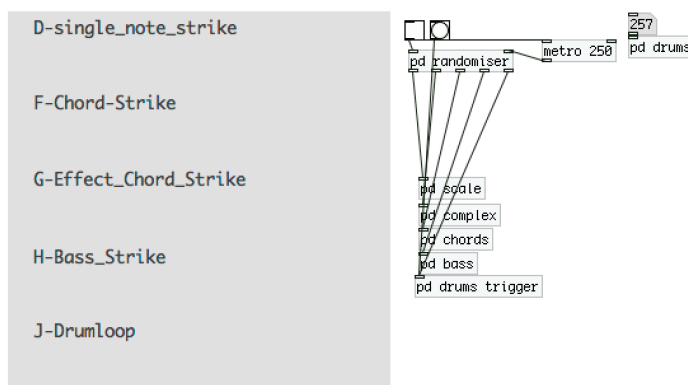 D-single_note_strike
F-Chord-Strike
G-Effect_Chord_Strike
H-Bass_Strike
J-Drumloop
pd randomiser
metro 250
257
pd drums
pd scale
pd complex
pd chords
pd bass
pd drums trigger